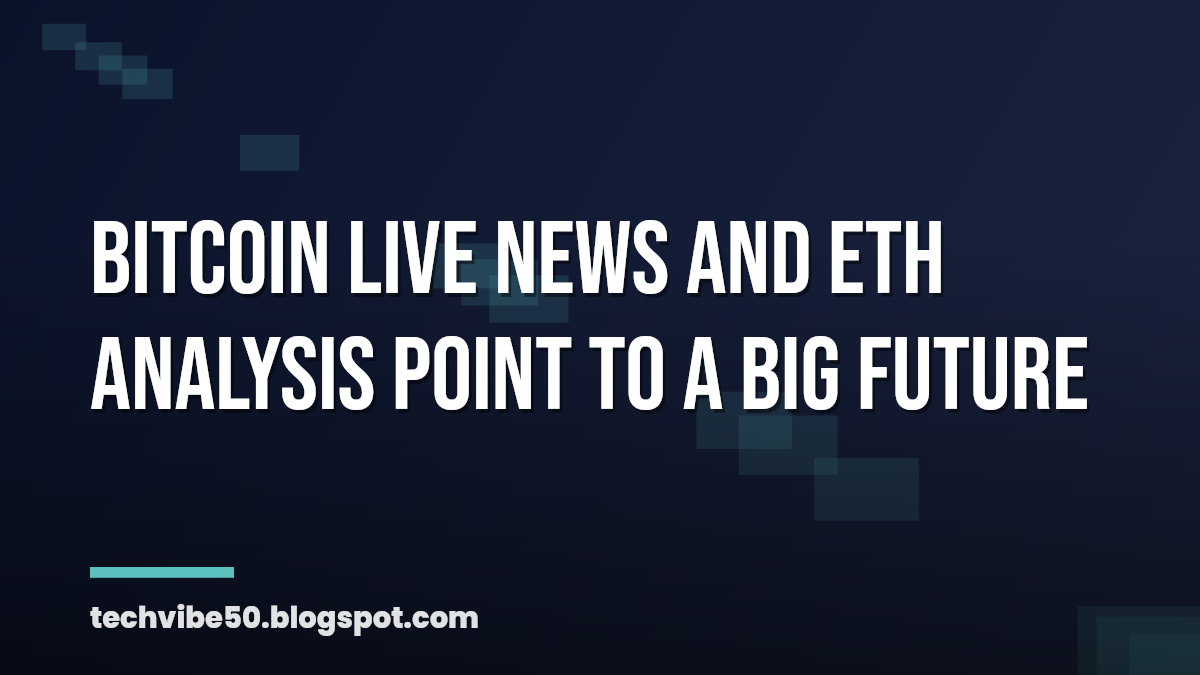 BITCOIN LIVE NEWS AND ETH
ANALYSIS POINT TO A BIG FUTURE
techvibe50.blogspot.com